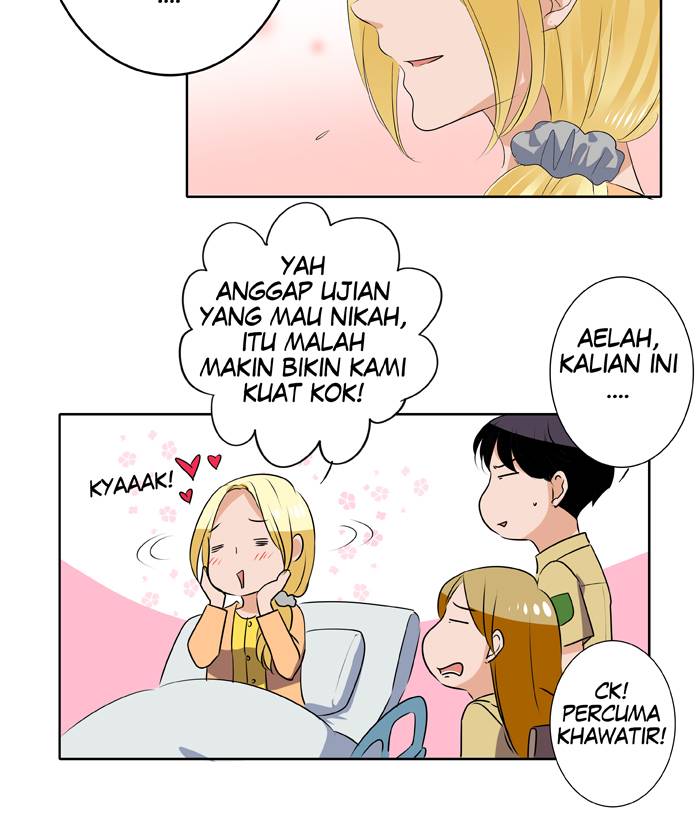 ....
YAH
ANGGAP UJIAN
YANG MAU NIKAH,
ITU MALAH
MAKIN BIKIN KAMI
KUAT KOK!
AELAH,
KALIAN INI
....
KYAAAK!
CK!
PERCUMA
KHAWATIR!